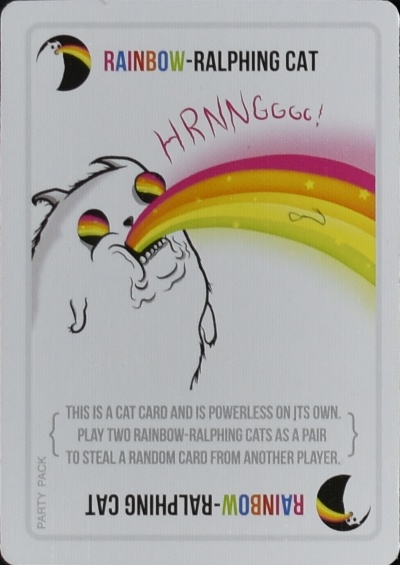 RAINBOW-RALPHING CAT
HRNNGGGG!
THIS IS A CAT CARD AND IS POWERLESS ON ITS OWN.
PLAY TWO RAINBOW-RALPHING CATS AS A PAIR
TO STEAL A RANDOM CARD FROM ANOTHER PLAYER.
PARTY PACK
RAINBOW-RALPHING CAT